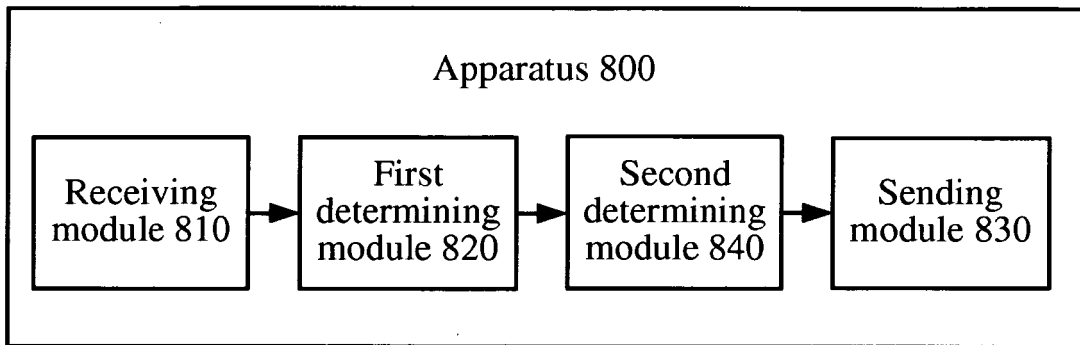 Apparatus 800
Receiving
module 810
First
determining
module 820
Second
determining
module 840
Sending
module 830